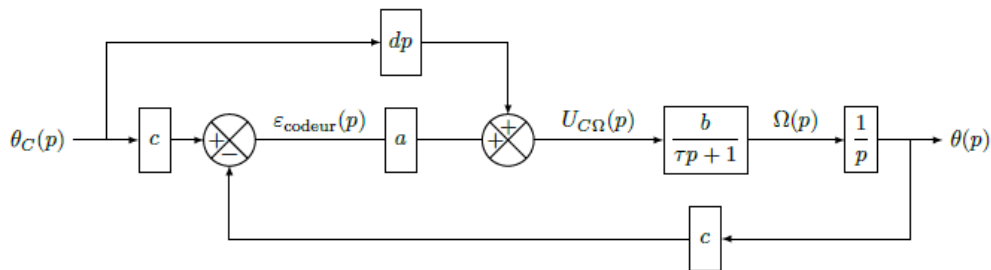 dp
θ_C(p)
c
+
−
ε_codeur(p)
a
+
+
U_CΩ(p)
b
τp + 1
Ω(p)
1
p
θ(p)
c